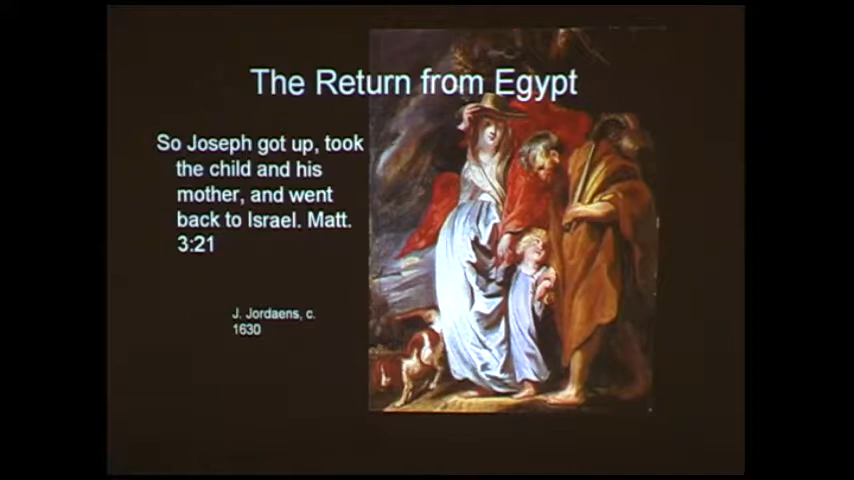 The Return from Egypt
So Joseph got up, took
the child and his
mother, and went
back to Israel. Matt.
3:21
J. Jordaens, c.
1630